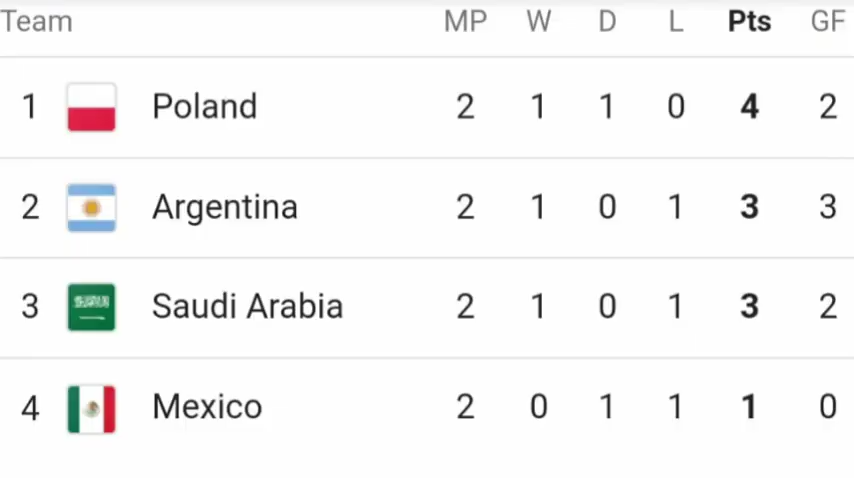 Team MP W D L Pts GF
1 Poland 2 1 1 0 4 2
2 Argentina 2 1 0 1 3 3
3 Saudi Arabia 2 1 0 1 3 2
4 Mexico 2 0 1 1 1 0